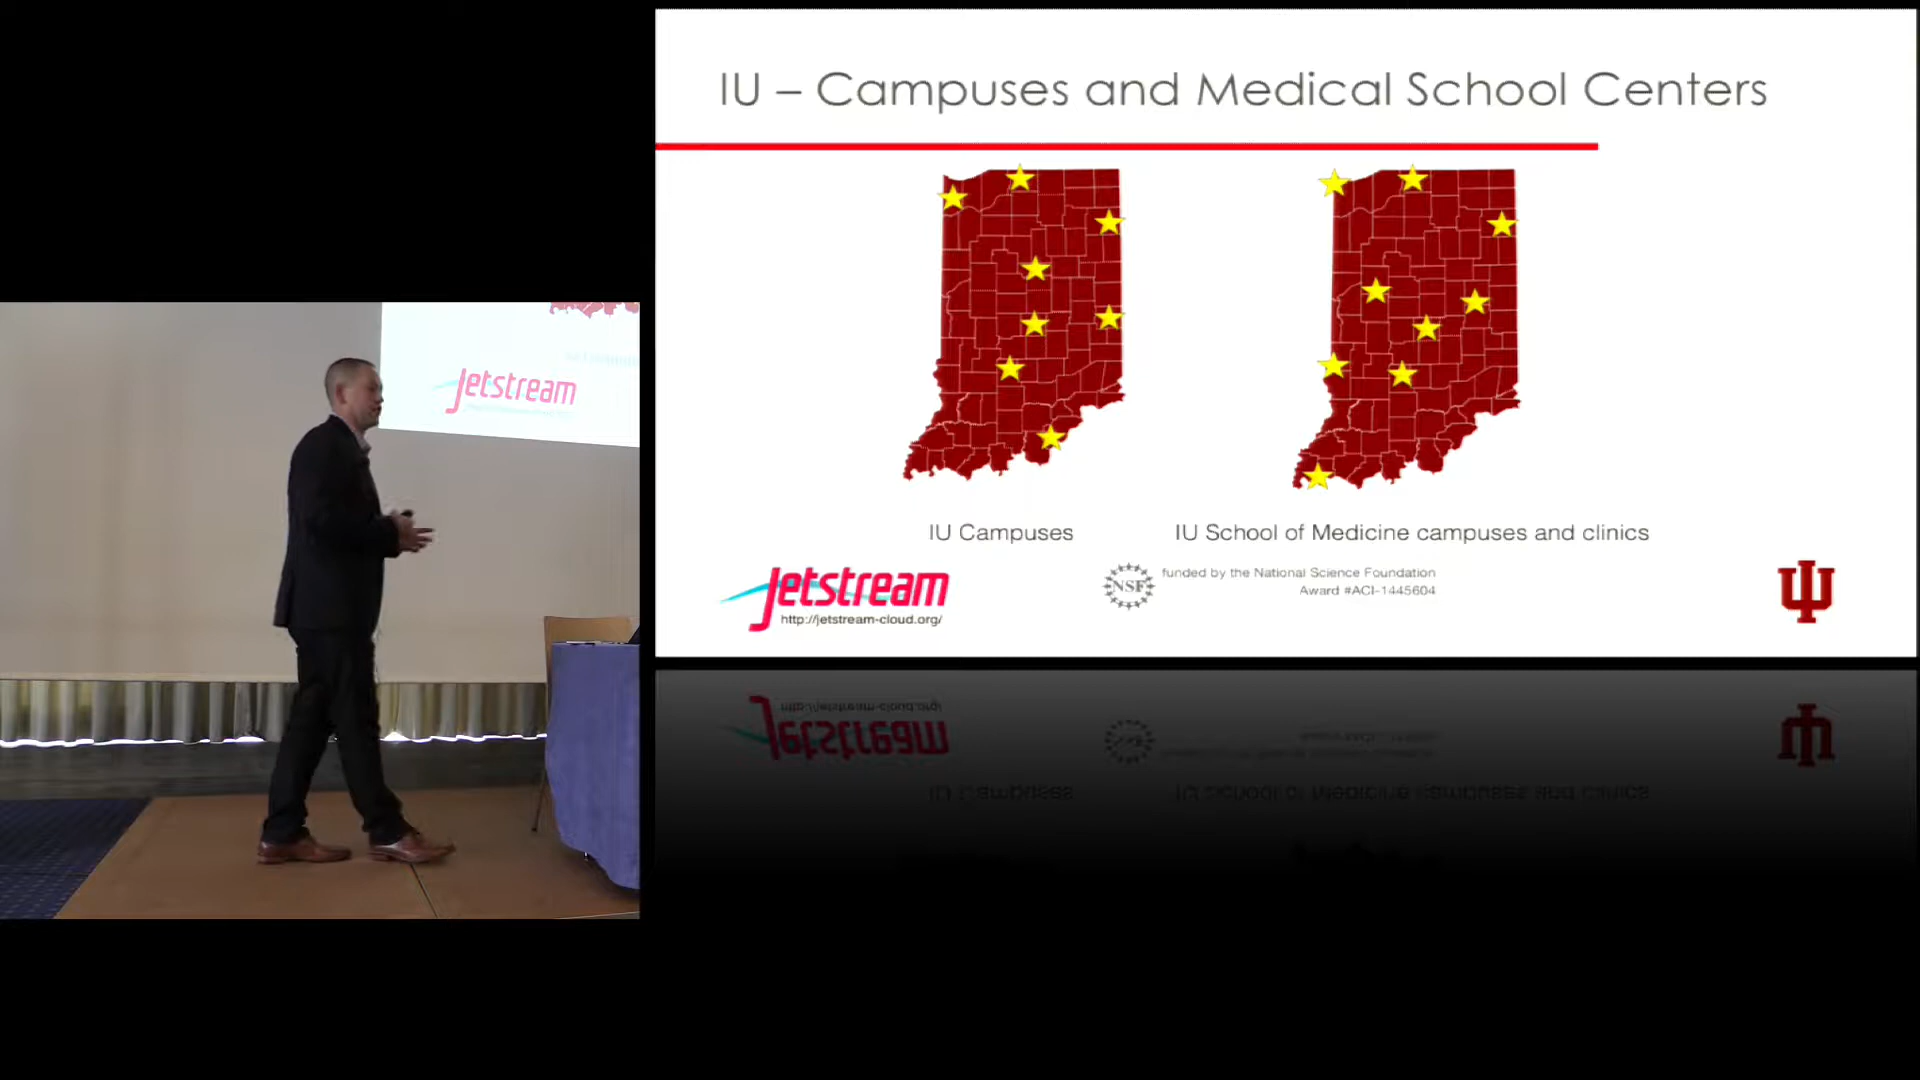 IU – Campuses and Medical School Centers
IU Campuses
IU School of Medicine campuses and clinics
Jetstream
http://jetstream-cloud.org/
NSF
funded by the National Science Foundation
Award #ACI-1445604
Jetstream